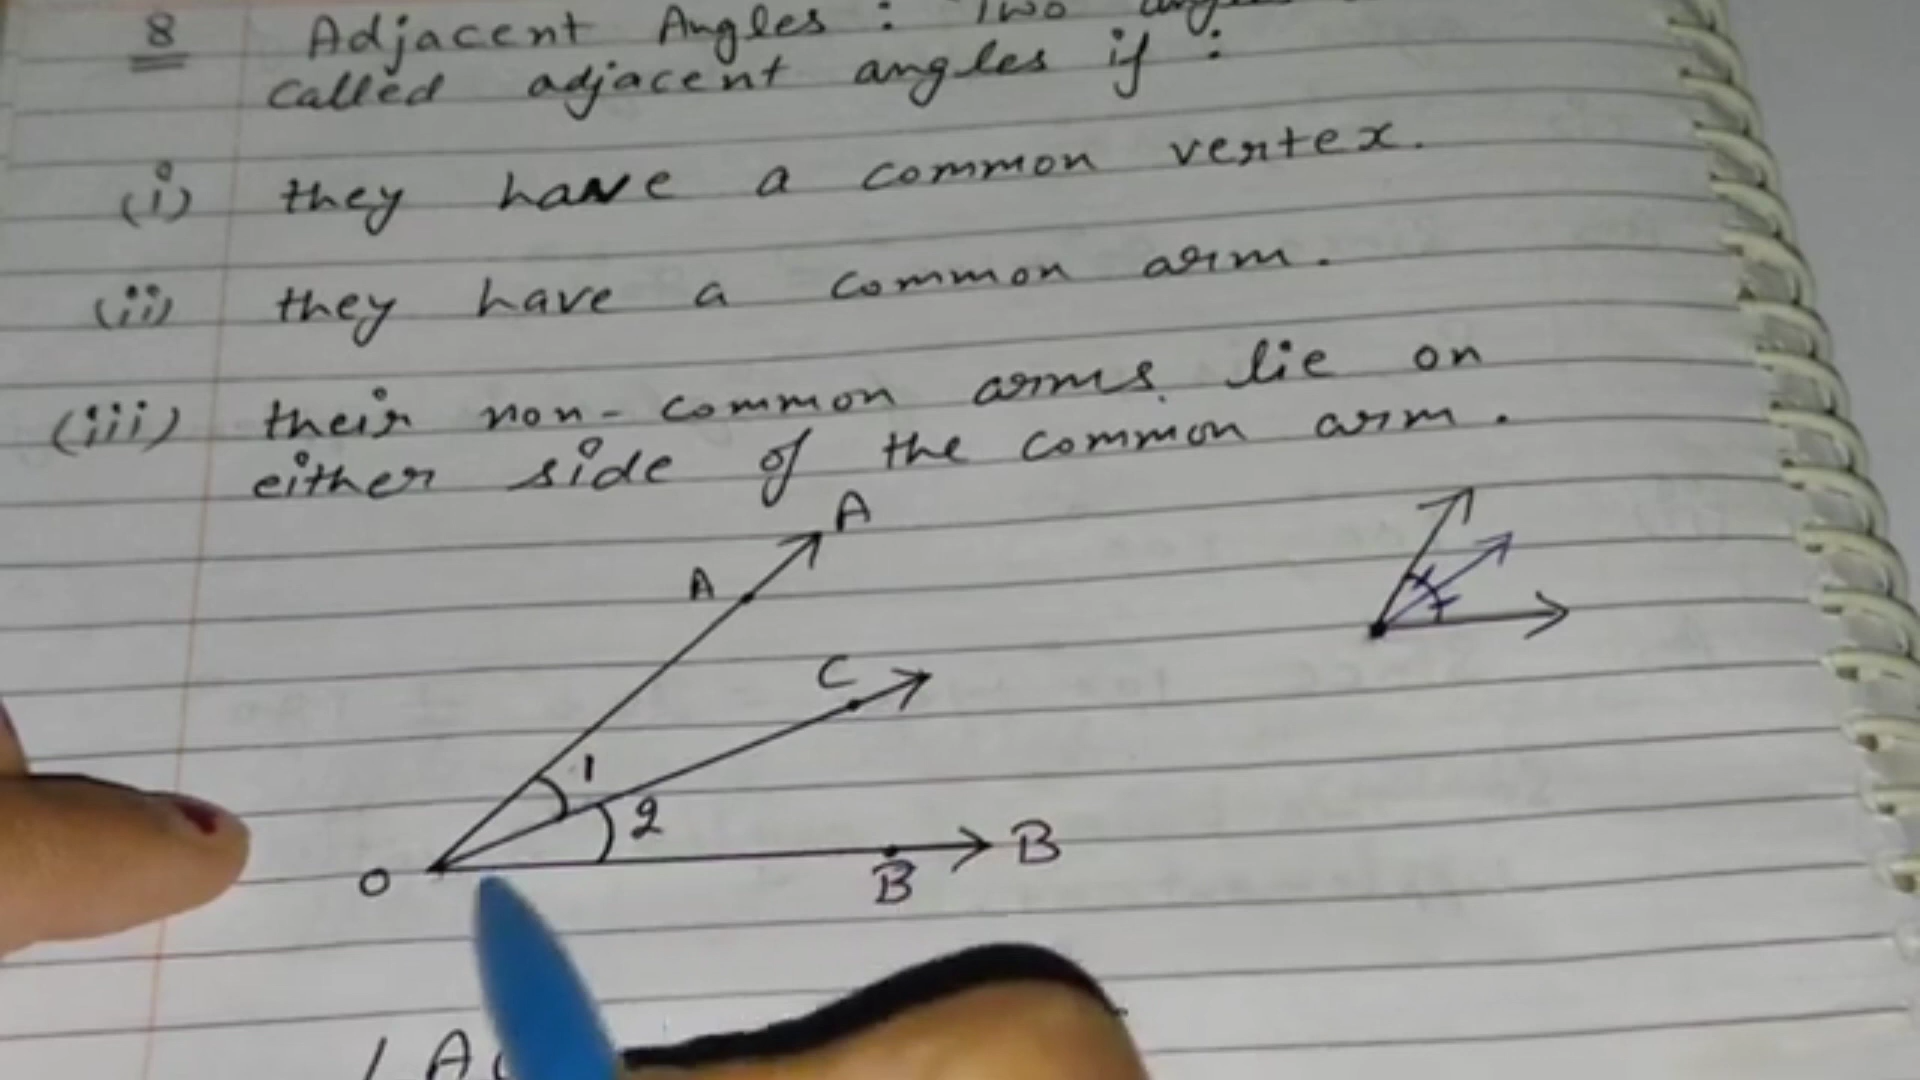 8 Adjacent Angles : Two
called adjacent angles if :
(i) they have a common vertex.
(ii) they have a common arm.
(iii) their non-common arms lie on
either side of the common arm.
A
A
C
1
2
B
O
B